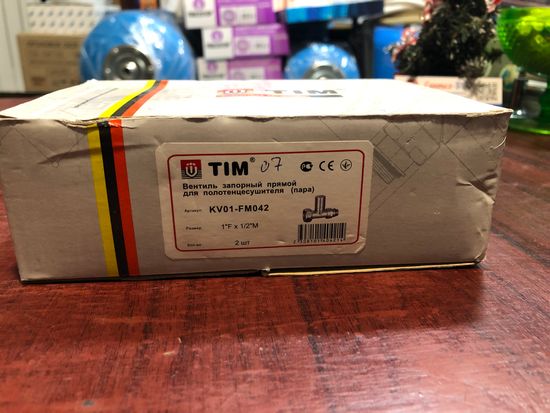 TIM
TIM® 07
Вентиль запорный прямой
для полотенцесушителя (пара)
Артикул: KV01-FM042
Размер: 1"F x 1/2"M
Кол-во 2 шт